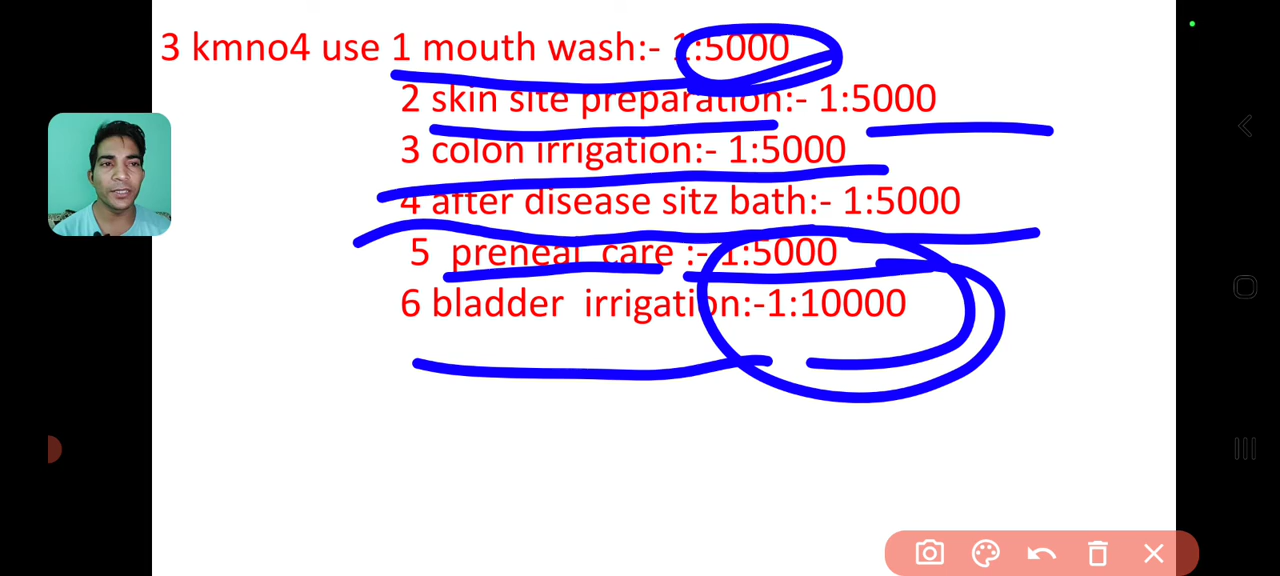 3 kmno4 use 1 mouth wash:- 1:5000
2 skin site preparation:- 1:5000
3 colon irrigation:- 1:5000
4 after disease sitz bath:- 1:5000
5 preneal care :- 1:5000
6 bladder irrigation:-1:10000